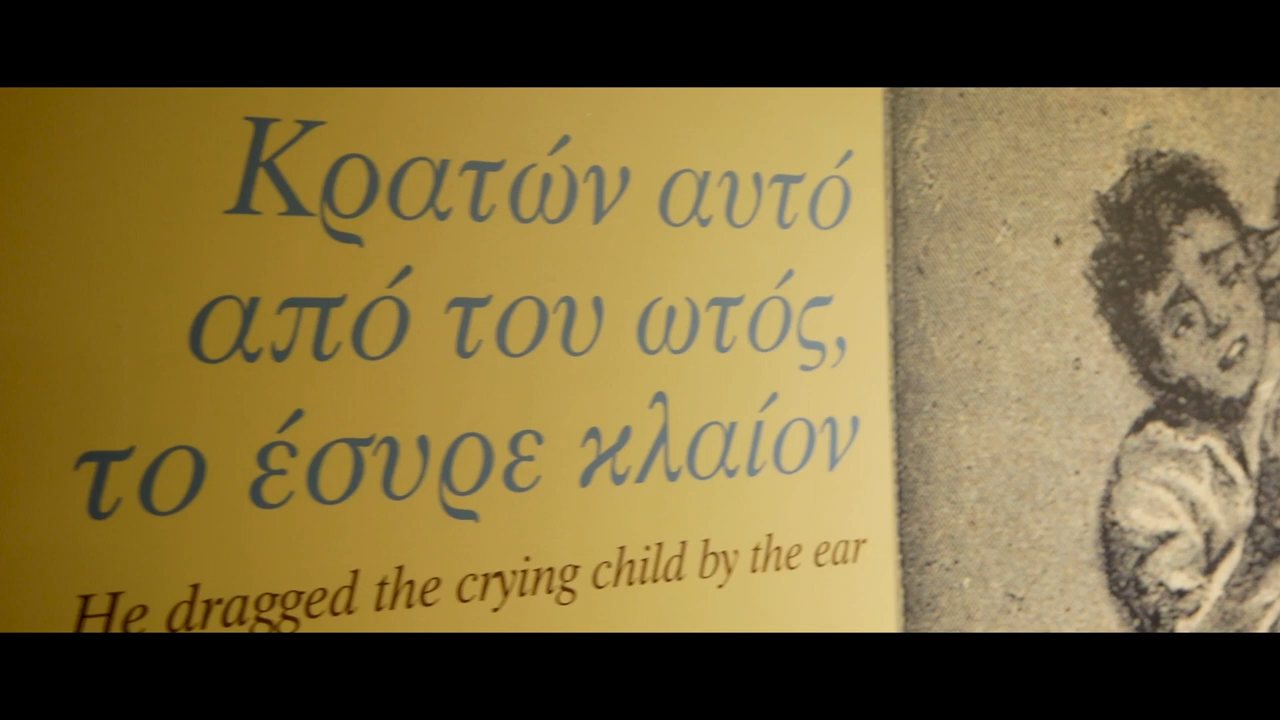 Κρατών αυτό
από του ωτός,
το έσυρε κλαίον
He dragged the crying child by the ear